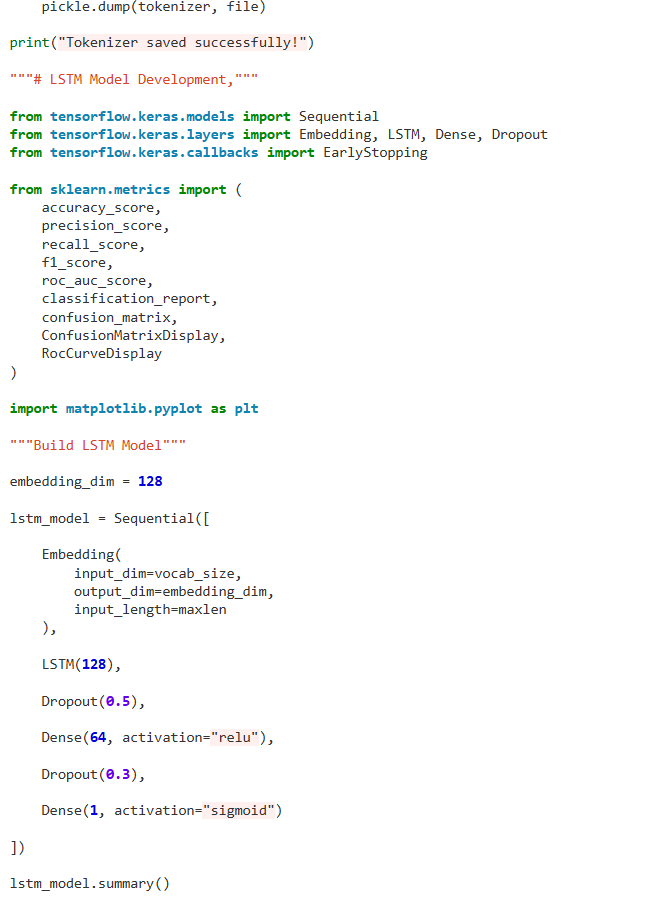 pickle.dump(tokenizer, file)
print("Tokenizer saved successfully!")
"""# LSTM Model Development,"""
from tensorflow.keras.models import Sequential
from tensorflow.keras.layers import Embedding, LSTM, Dense, Dropout
from tensorflow.keras.callbacks import EarlyStopping
from sklearn.metrics import (
    accuracy_score,
    precision_score,
    recall_score,
    f1_score,
    roc_auc_score,
    classification_report,
    confusion_matrix,
    ConfusionMatrixDisplay,
    RocCurveDisplay
)
import matplotlib.pyplot as plt
"""Build LSTM Model"""
embedding_dim = 128
lstm_model = Sequential([
    Embedding(
        input_dim=vocab_size,
        output_dim=embedding_dim,
        input_length=maxlen
    ),
    LSTM(128),
    Dropout(0.5),
    Dense(64, activation="relu"),
    Dropout(0.3),
    Dense(1, activation="sigmoid")
])
lstm_model.summary()